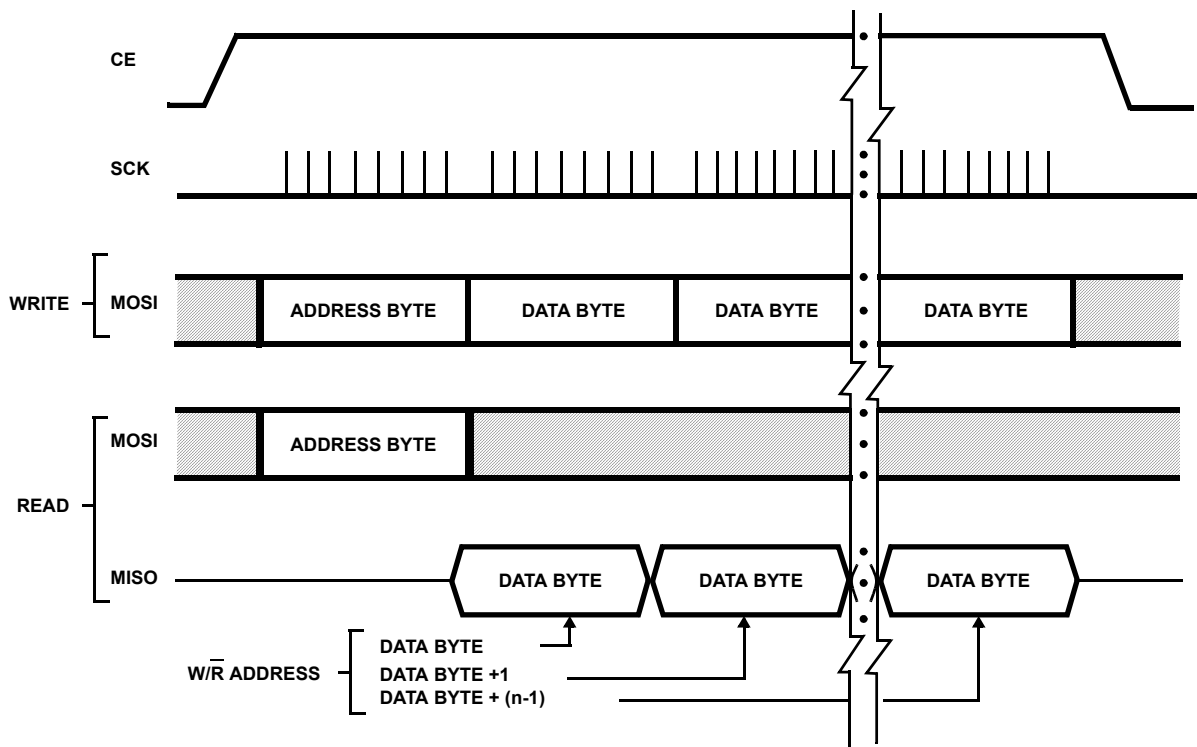 CE
SCK
WRITE
MOSI
ADDRESS BYTE
DATA BYTE
DATA BYTE
DATA BYTE
READ
MOSI
ADDRESS BYTE
MISO
DATA BYTE
DATA BYTE
DATA BYTE
W/R̅ ADDRESS
DATA BYTE
DATA BYTE +1
DATA BYTE + (n-1)